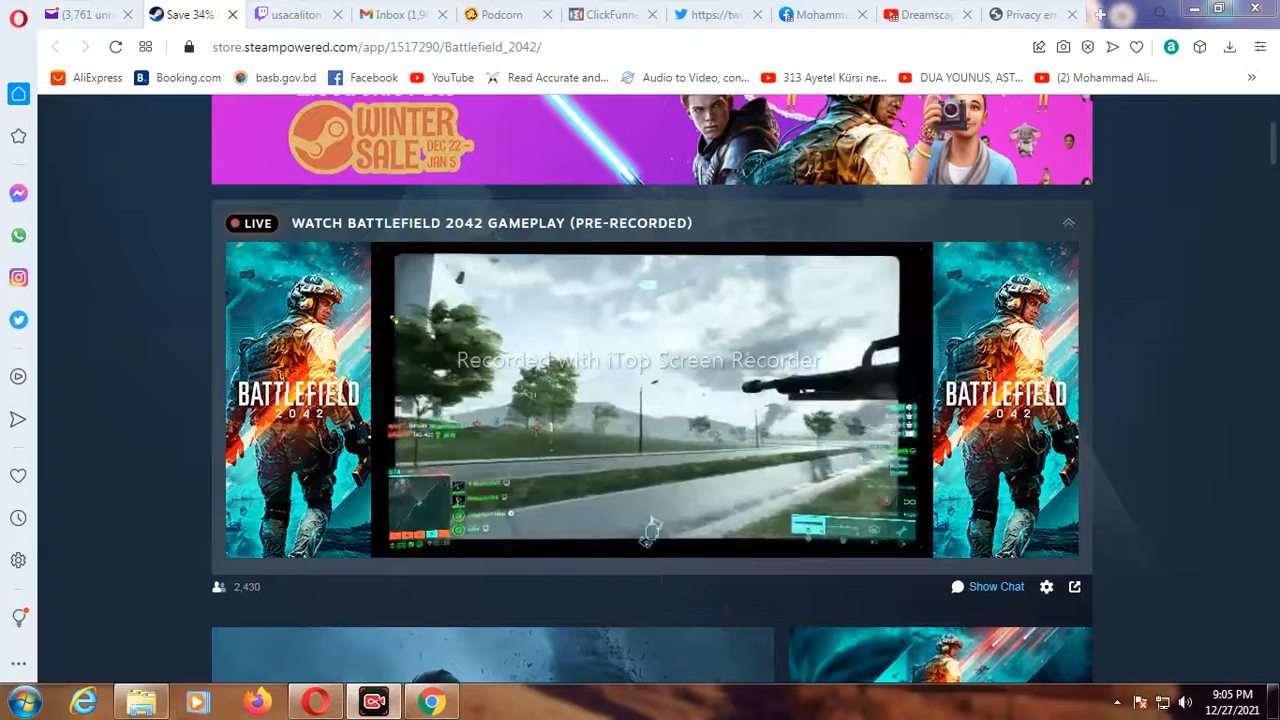 (3,761 unr
Save 34%
usacaliton
Inbox (1,9
Podcorn
ClickFunne
https://tw
Mohamm
Dreamsca
Privacy er
store.steampowered.com/app/1517290/Battlefield_2042/
AliExpress
Booking.com
basb.gov.bd
Facebook
YouTube
Read Accurate and...
Audio to Video, con...
313 Ayetel Kürsi ne...
DUA YOUNUS, AST...
(2) Mohammad Ali...
WINTER
SALE
DEC 22 -
JAN 5
LIVE
WATCH BATTLEFIELD 2042 GAMEPLAY (PRE-RECORDED)
BATTLEFIELD
2042
Recorded with iTop Screen Recorder
BATTLEFIELD
2042
2,430
Show Chat
9:05 PM
12/27/2021